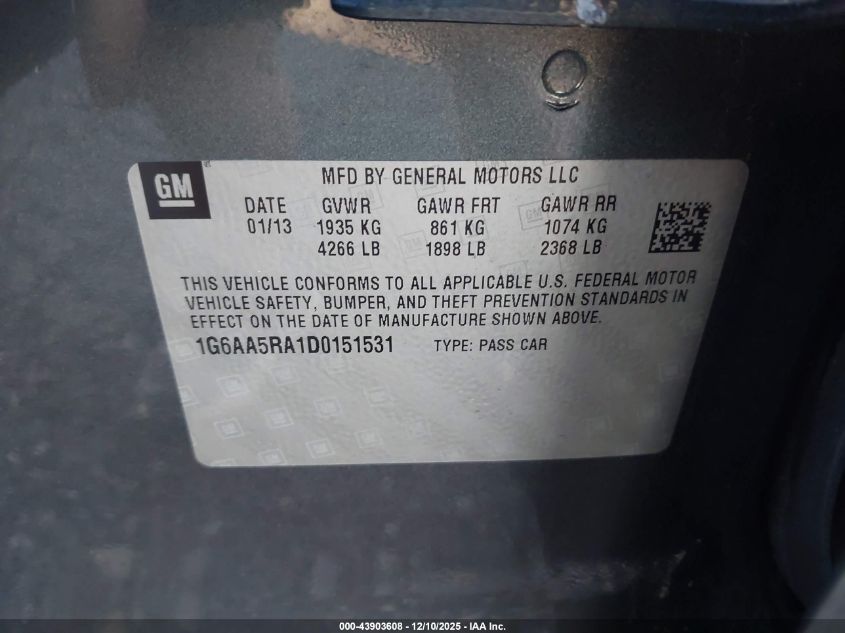 GM
MFD BY GENERAL MOTORS LLC
DATE GVWR GAWR FRT GAWR RR
01/13 1935 KG 861 KG 1074 KG
4266 LB 1898 LB 2368 LB
THIS VEHICLE CONFORMS TO ALL APPLICABLE U.S. FEDERAL MOTOR
VEHICLE SAFETY, BUMPER, AND THEFT PREVENTION STANDARDS IN
EFFECT ON THE DATE OF MANUFACTURE SHOWN ABOVE.
1G6AA5RA1D0151531 TYPE: PASS CAR
000-43903608 - 12/10/2025 - IAA Inc.